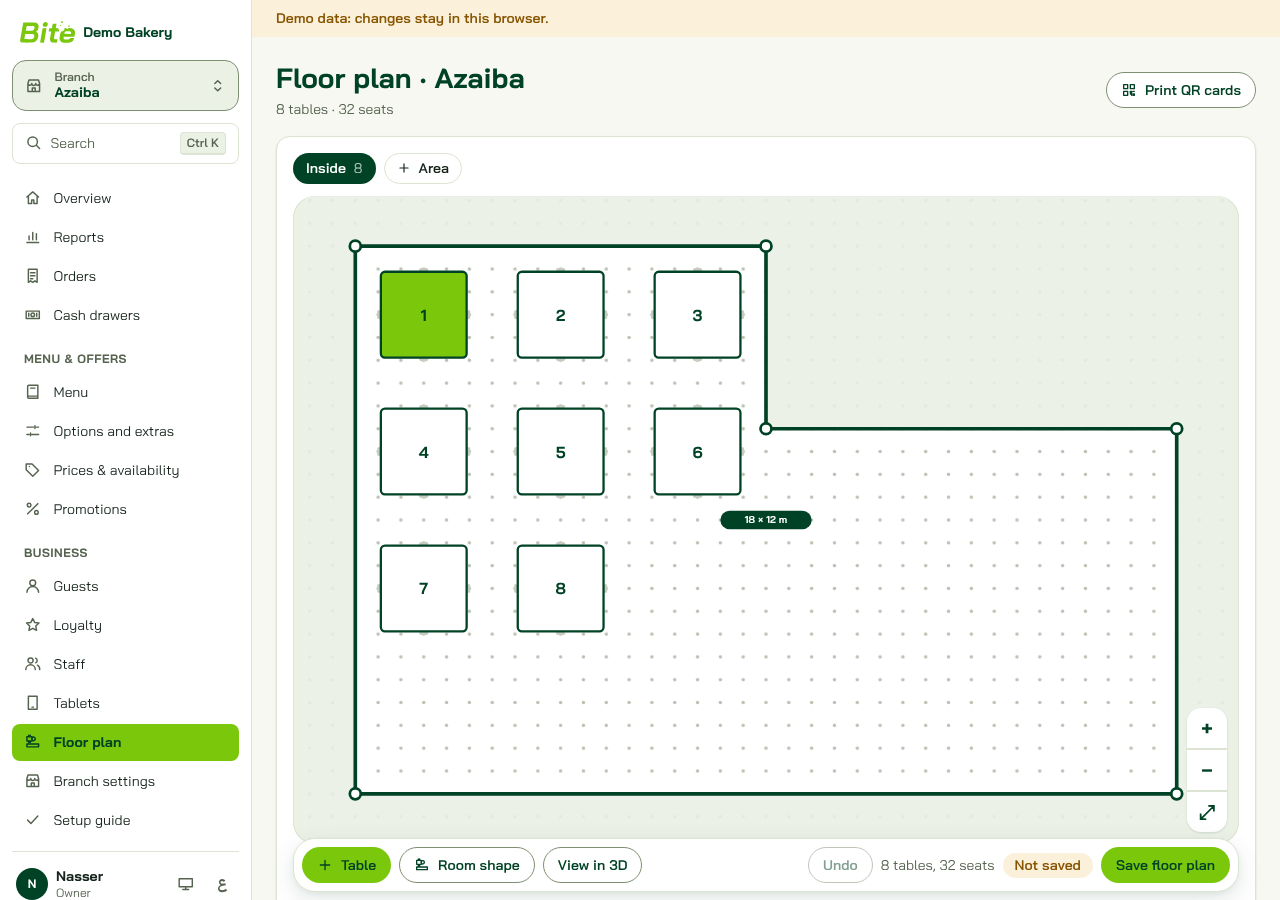 Bite Demo Bakery
Branch
Azaiba
Search Ctrl K
Overview
Reports
Orders
Cash drawers
MENU & OFFERS
Menu
Options and extras
Prices & availability
Promotions
BUSINESS
Guests
Loyalty
Staff
Tablets
Floor plan
Branch settings
Setup guide
N Nasser
Owner
ع
Demo data: changes stay in this browser.
Floor plan · Azaiba
8 tables · 32 seats
Print QR cards
Inside 8 + Area
1 2 3
4 5 6
18 × 12 m
7 8
+
−
+ Table Room shape View in 3D Undo 8 tables, 32 seats Not saved Save floor plan